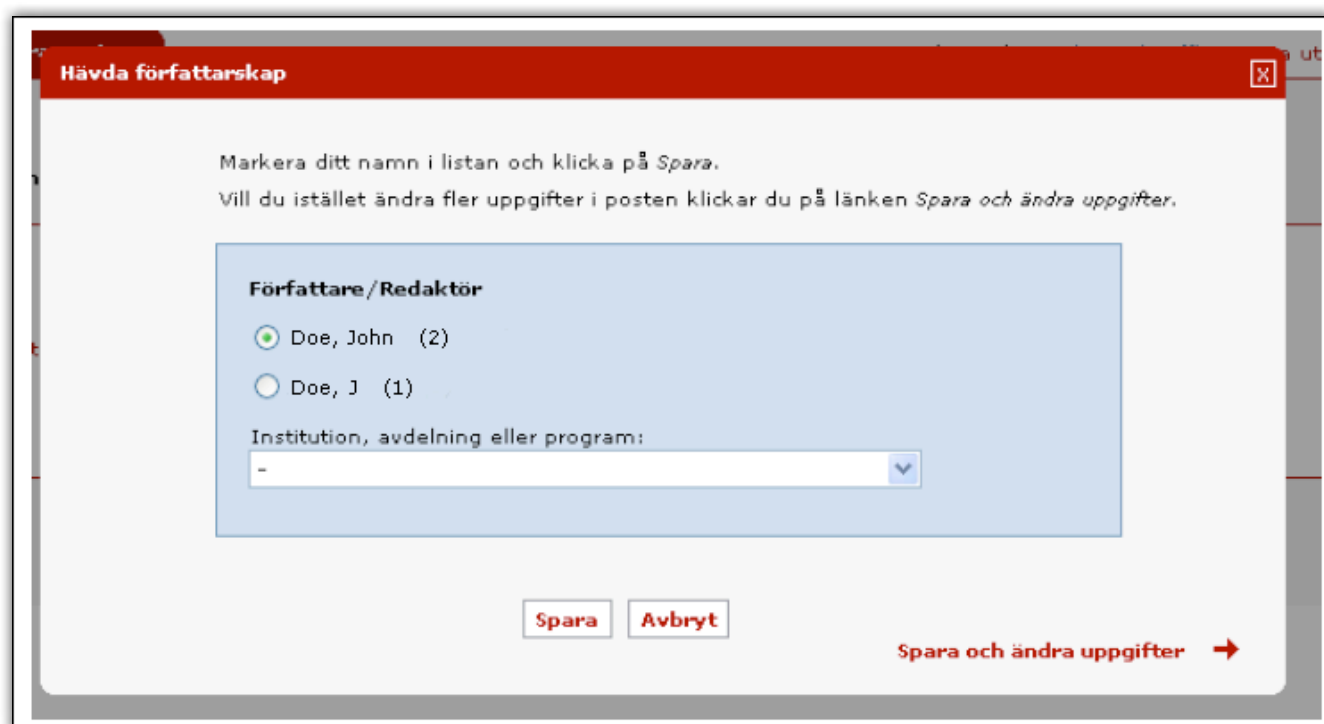 Hävda författarskap
X
Markera ditt namn i listan och klicka på Spara.
Vill du istället ändra fler uppgifter i posten klickar du på länken Spara och ändra uppgifter.
Författare/Redaktör
Doe, John (2)
Doe, J (1)
Institution, avdelning eller program:
-
Spara Avbryt
Spara och ändra uppgifter